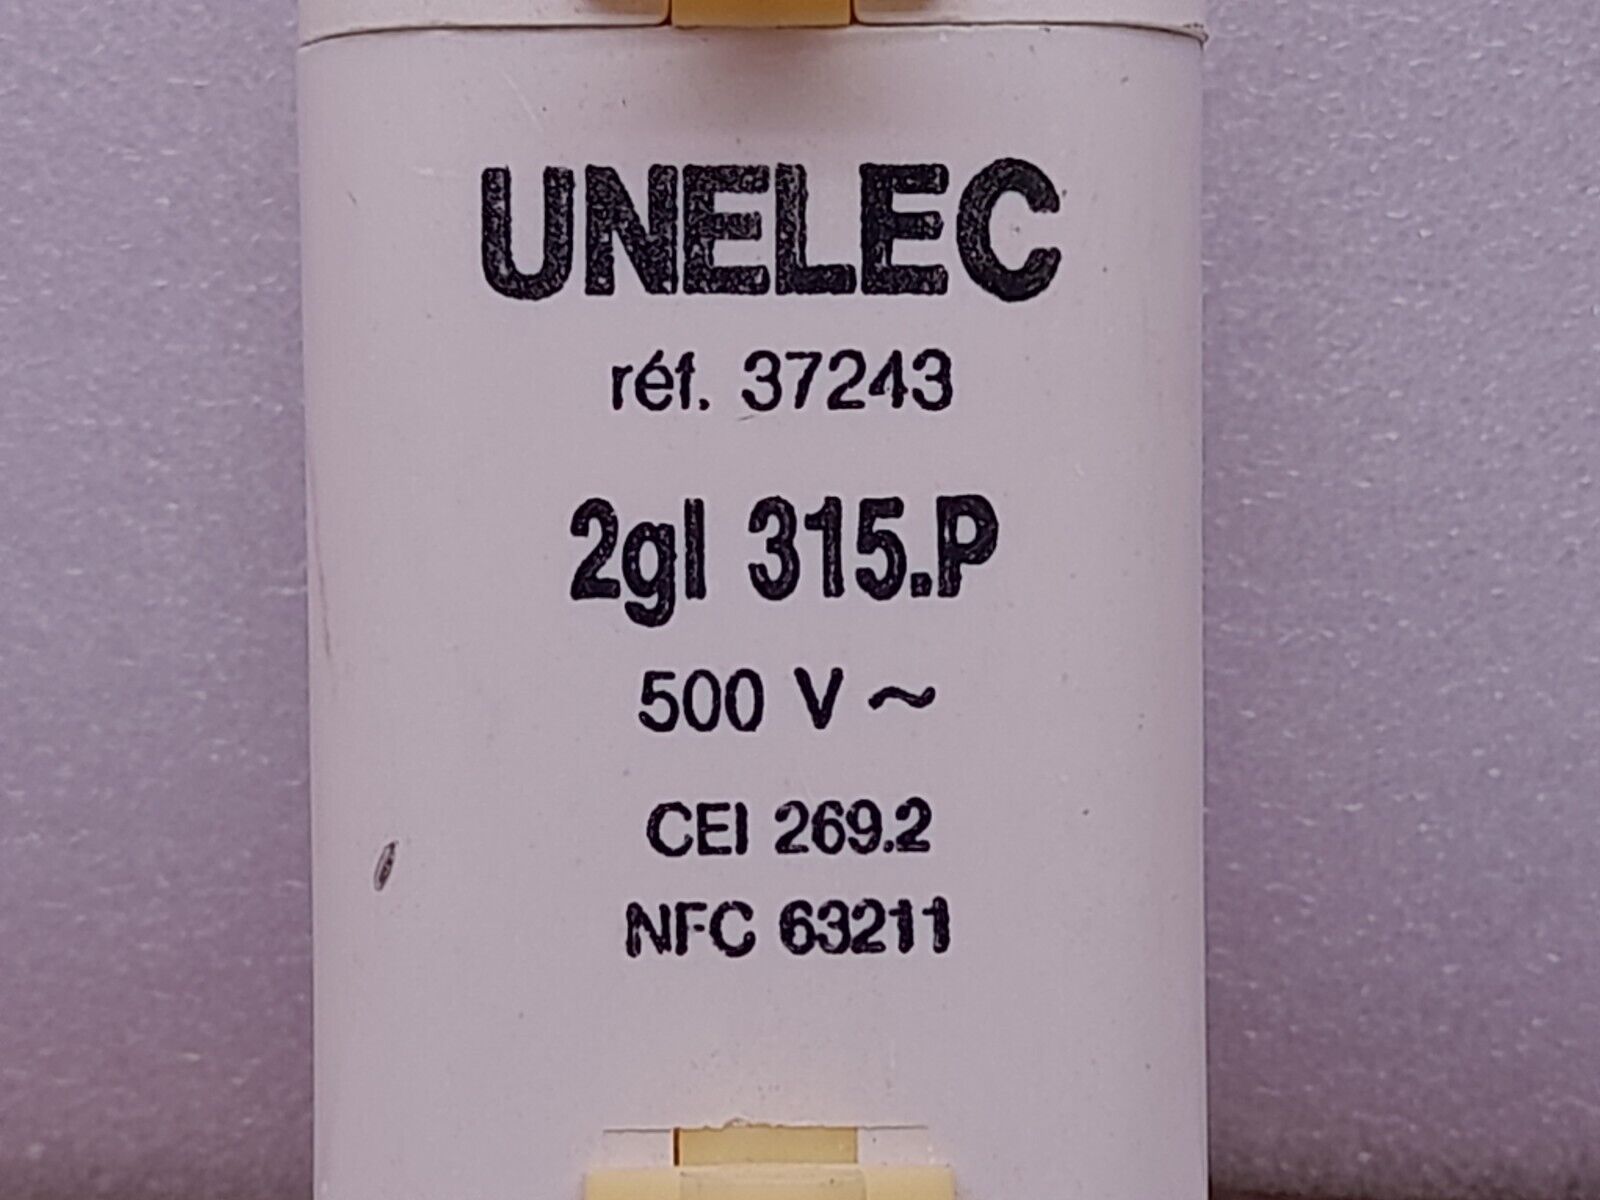 UNELEC
réf. 37243
2gl 315.P
500 V ~
CEI 269.2
NFC 63211